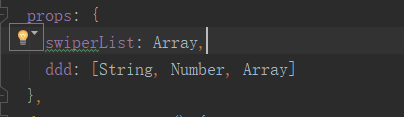 props: {
swiperList: Array,
ddd: [String, Number, Array]
},